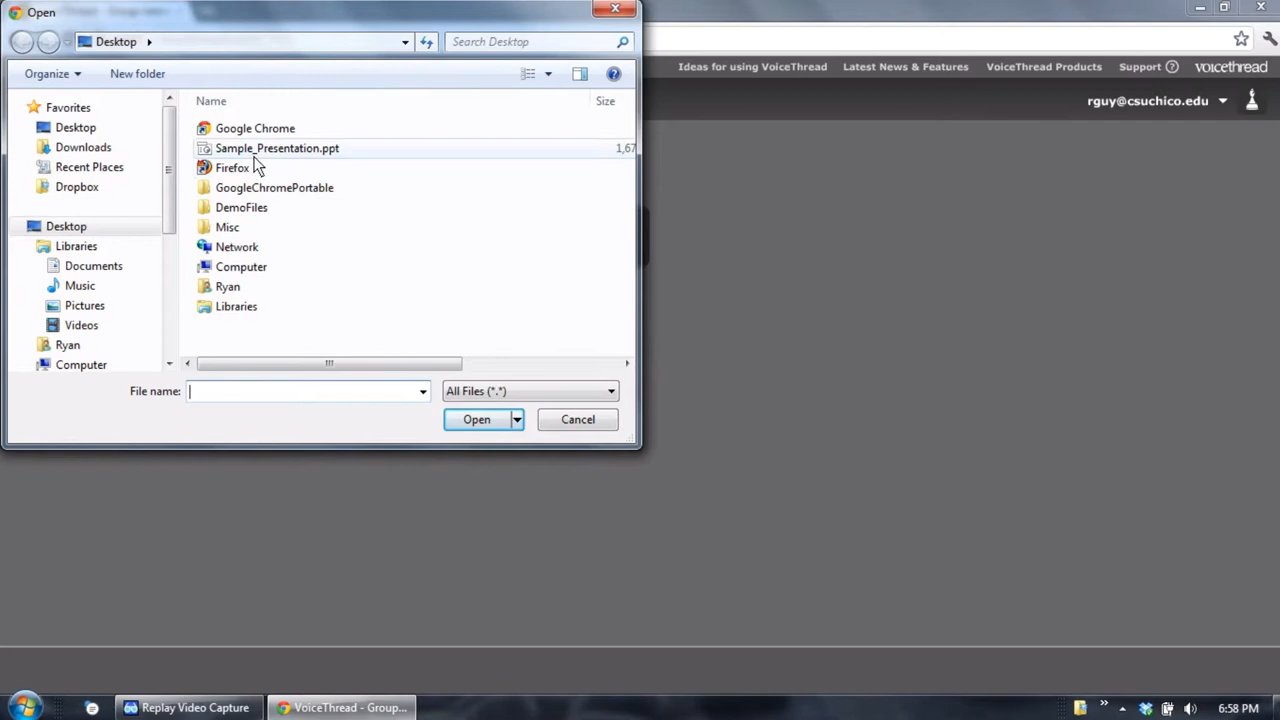 Open
Desktop
Search Desktop
Ideas for using VoiceThread Latest News & Features VoiceThread Products Support ? voicethread
Organize New folder
rguy@csuchico.edu
Name Size
Favorites
Desktop
Downloads
Recent Places
Dropbox
Desktop
Libraries
Documents
Music
Pictures
Videos
Ryan
Computer
Google Chrome
Sample_Presentation.ppt 1,67
Firefox
GoogleChromePortable
DemoFiles
Misc
Network
Computer
Ryan
Libraries
File name: All Files (*.*)
Open Cancel
Replay Video Capture VoiceThread - Group... 6:58 PM